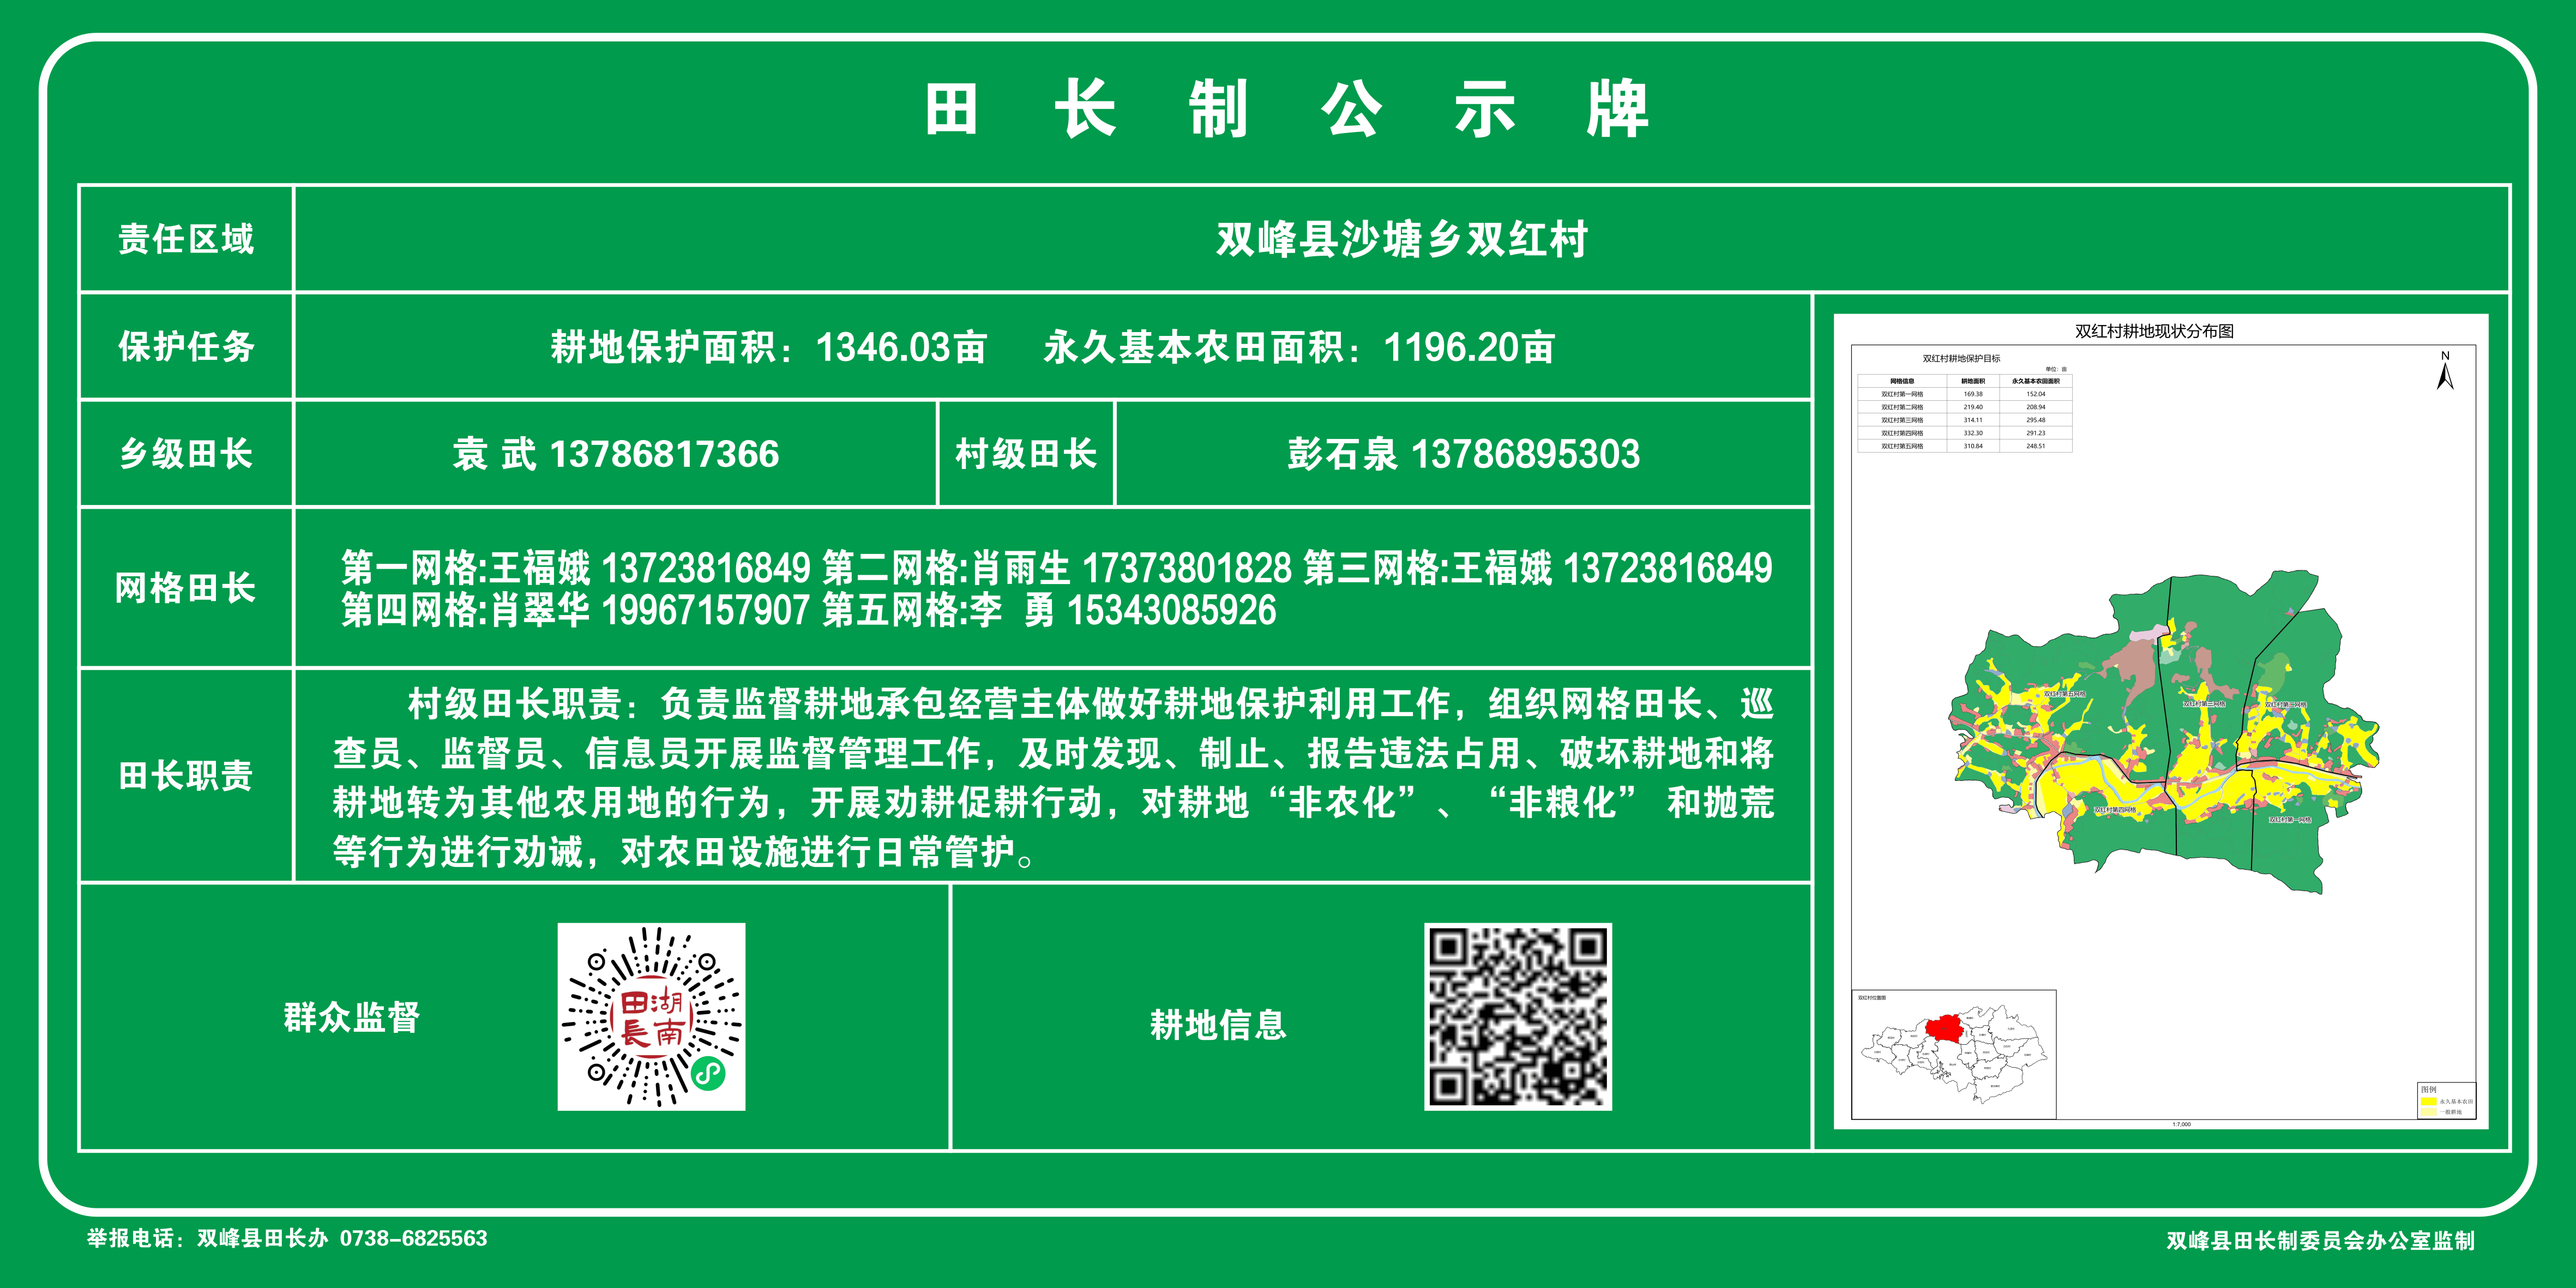 田长制公示牌
责任区域
双峰县沙塘乡双红村
保护任务
耕地保护面积：1346.03亩 永久基本农田面积：1196.20亩
乡级田长
袁 武 13786817366
村级田长
彭石泉 13786895303
网格田长
第一网格:王福娥 13723816849 第二网格:肖雨生 17373801828 第三网格:王福娥 13723816849
第四网格:肖翠华 19967157907 第五网格:李 勇 15343085926
田长职责
村级田长职责：负责监督耕地承包经营主体做好耕地保护利用工作，组织网格田长、巡
查员、监督员、信息员开展监督管理工作，及时发现、制止、报告违法占用、破坏耕地和将
耕地转为其他农用地的行为，开展劝耕促耕行动，对耕地“非农化”、“非粮化” 和抛荒
等行为进行劝诫，对农田设施进行日常管护。
群众监督
湖南
田長
耕地信息
双红村耕地现状分布图
双红村耕地保护目标
单位：亩
网格信息 耕地面积 永久基本农田面积
双红村第一网格 169.38 152.04
双红村第二网格 219.40 208.94
双红村第三网格 314.11 295.48
双红村第四网格 332.30 291.23
双红村第五网格 310.84 248.51
N
双红村第五网格
双红村第三网格
双红村第四网格
双红村第一网格
双红村位置图
图例
永久基本农田
一般耕地
1:7,000
举报电话：双峰县田长办 0738-6825563
双峰县田长制委员会办公室监制